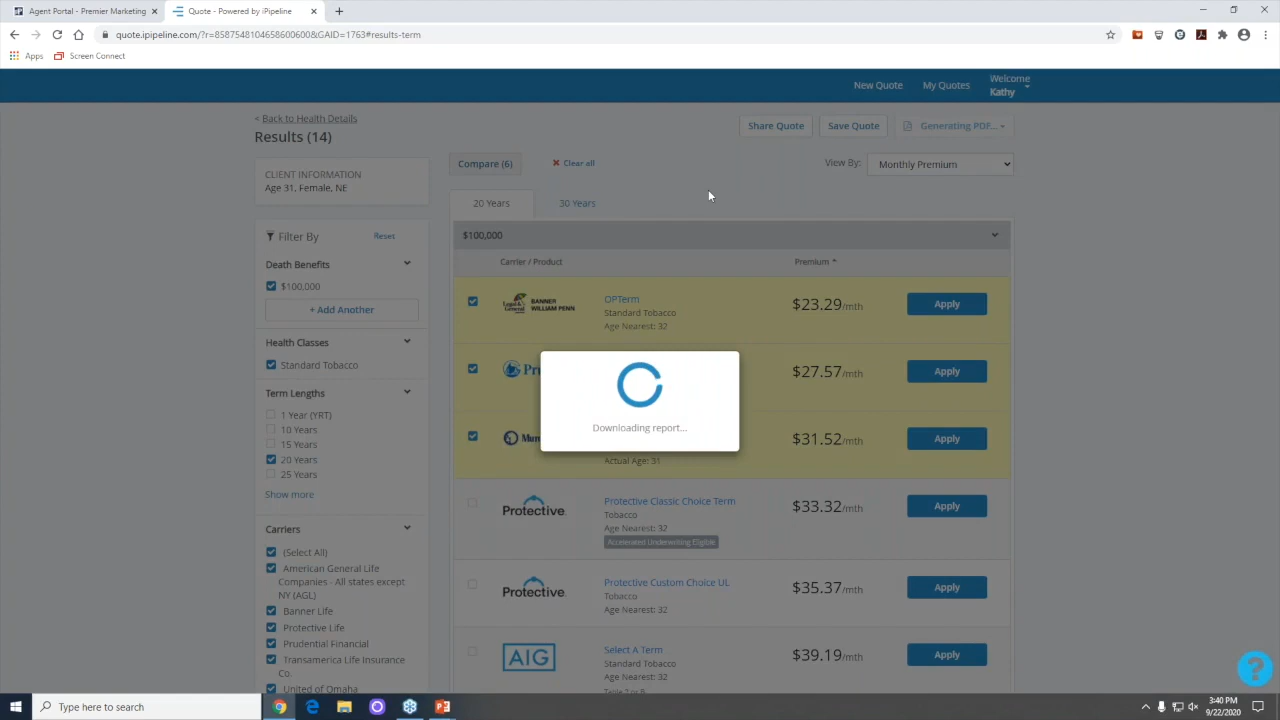 Agent Portal - Premier Marketing
Quote - Powered by iPipeline
quote.ipipeline.com/?r=8587548104658600600&GAID=1763#results-term
Apps
Screen Connect
New Quote
My Quotes
Welcome
Kathy
< Back to Health Details
Results (14)
Share Quote
Save Quote
Generating PDF...
CLIENT INFORMATION
Age 31, Female, NE
Compare (6)
Clear all
View By:
Monthly Premium
20 Years
30 Years
Filter By
Reset
Death Benefits
$100,000
+ Add Another
Health Classes
Standard Tobacco
Term Lengths
1 Year (YRT)
10 Years
15 Years
20 Years
25 Years
Show more
Carriers
(Select All)
American General Life
Companies - All states except
NY (AGL)
Banner Life
Protective Life
Prudential Financial
Transamerica Life Insurance
Co.
United of Omaha
$100,000
Carrier / Product
Premium
Legal &
General
BANNER
WILLIAM PENN
OPTerm
Standard Tobacco
Age Nearest: 32
$23.29/mth
Apply
Pr
$27.57/mth
Apply
Downloading report...
Mu
Actual Age: 31
$31.52/mth
Apply
Protective
Protective Classic Choice Term
Tobacco
Age Nearest: 32
Accelerated Underwriting Eligible
$33.32/mth
Apply
Protective
Protective Custom Choice UL
Tobacco
Age Nearest: 32
$35.37/mth
Apply
AIG
Select A Term
Standard Tobacco
Age Nearest: 32
$39.19/mth
Apply
?
Type here to search
3:40 PM
9/22/2020